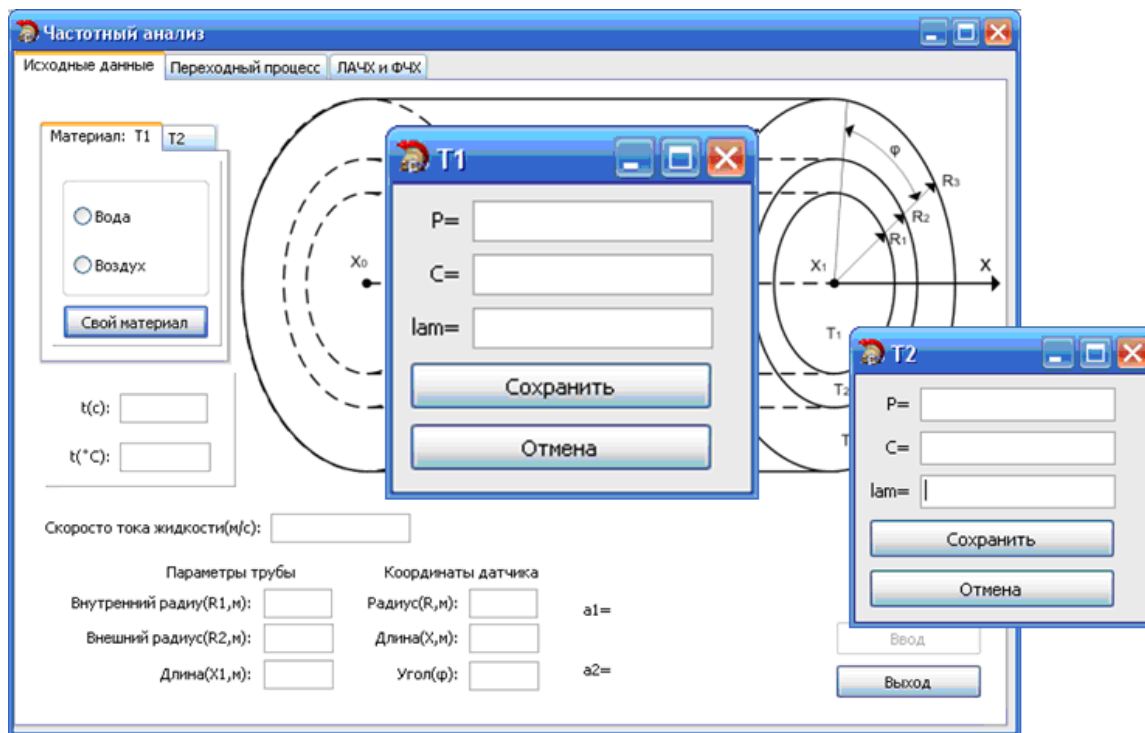 Частотный анализ
Исходные данные Переходный процесс ЛАЧХ и ФЧХ
Материал: T1 T2
Вода
Воздух
Свой материал
t(c):
t(°C):
X₀
X₁
X
φ
R₃
R₂
R₁
T₁
T₂
T
T1
P=
C=
lam=
Сохранить
Отмена
T2
P=
C=
lam=
Сохранить
Отмена
Скоросто тока жидкости(м/с):
Параметры трубы
Внутренний радиу(R1,м):
Внешний радиус(R2,м):
Длина(X1,м):
Координаты датчика
Радиус(R,м):
Длина(X,м):
Угол(φ):
a1=
a2=
Ввод
Выход